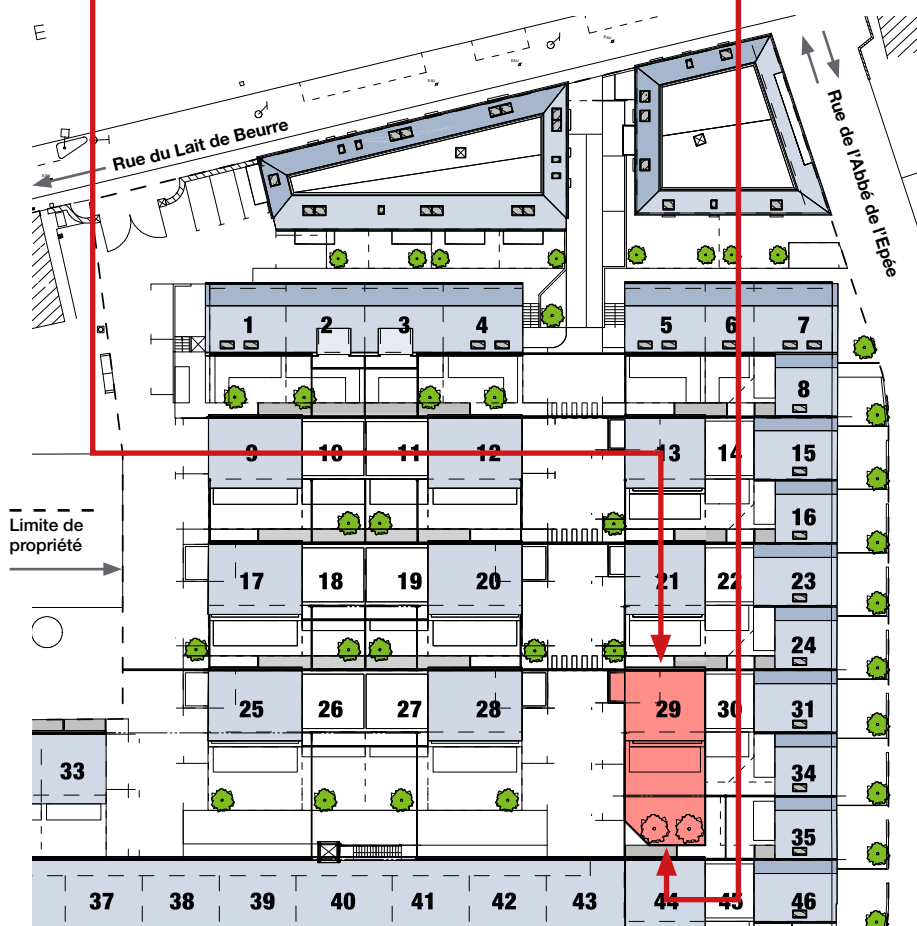 E
Rue du Lait de Beurre
Rue de l'Abbé de l'Epée
1 2 3 4 5 6 7
8
9 10 11 12 13 14 15
16
Limite de
propriété
17 18 19 20 21 22 23
24
25 26 27 28 29 30 31
33 34
35
37 38 39 40 41 42 43 44 45 46